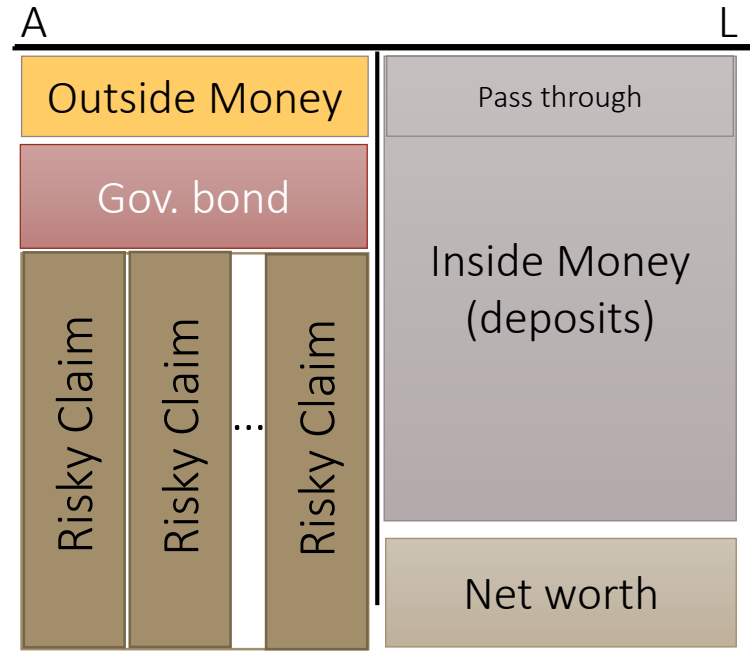 A
L
Outside Money
Pass through
Gov. bond
Inside Money
(deposits)
Risky Claim
Risky Claim
...
Risky Claim
Net worth